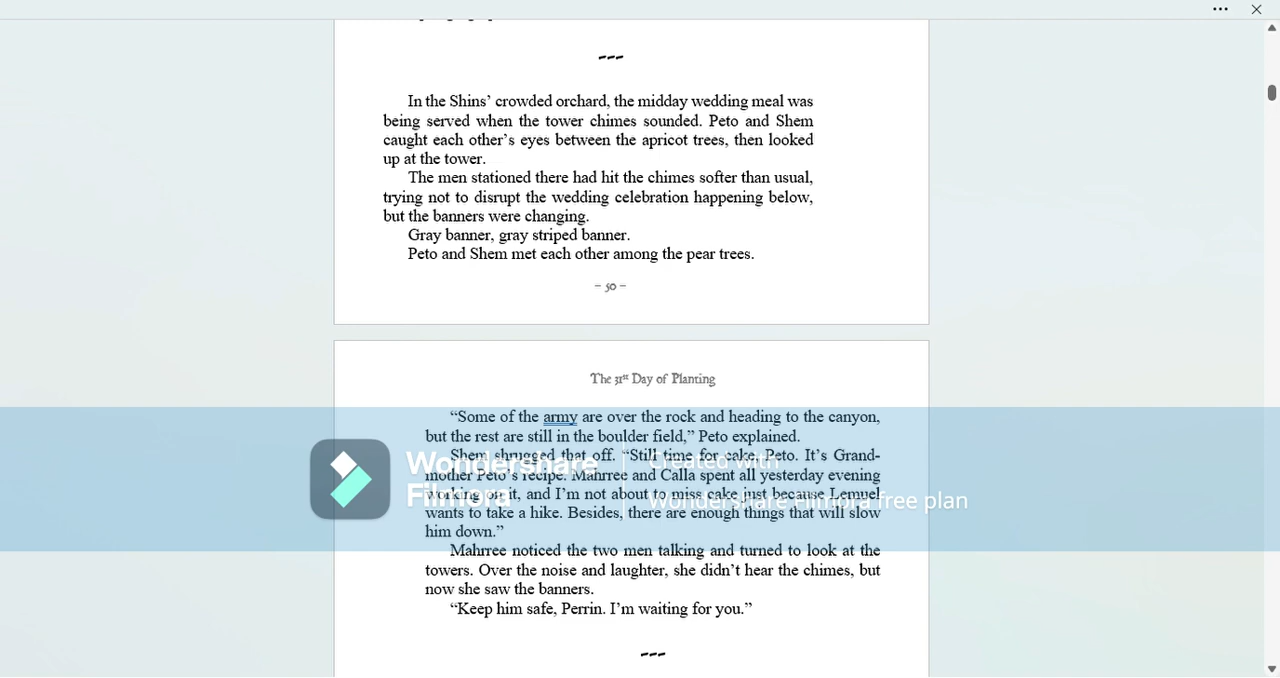 ---
In the Shins’ crowded orchard, the midday wedding meal was
being served when the tower chimes sounded. Peto and Shem
caught each other’s eyes between the apricot trees, then looked
up at the tower.
The men stationed there had hit the chimes softer than usual,
trying not to disrupt the wedding celebration happening below,
but the banners were changing.
Gray banner, gray striped banner.
Peto and Shem met each other among the pear trees.
– 50 –
The 31st Day of Planting
“Some of the army are over the rock and heading to the canyon,
but the rest are still in the boulder field,” Peto explained.
Shem shrugged that off. “Still time for cake, Peto. It’s Grand-
mother Peto’s recipe. Mahrree and Calla spent all yesterday evening
working on it, and I’m not about to miss cake just because Lemuel
wants to take a hike. Besides, there are enough things that will slow
him down.”
Wondershare
Filmora
Created with
Wondershare Filmora free plan
Mahrree noticed the two men talking and turned to look at the
towers. Over the noise and laughter, she didn’t hear the chimes, but
now she saw the banners.
“Keep him safe, Perrin. I’m waiting for you.”
---